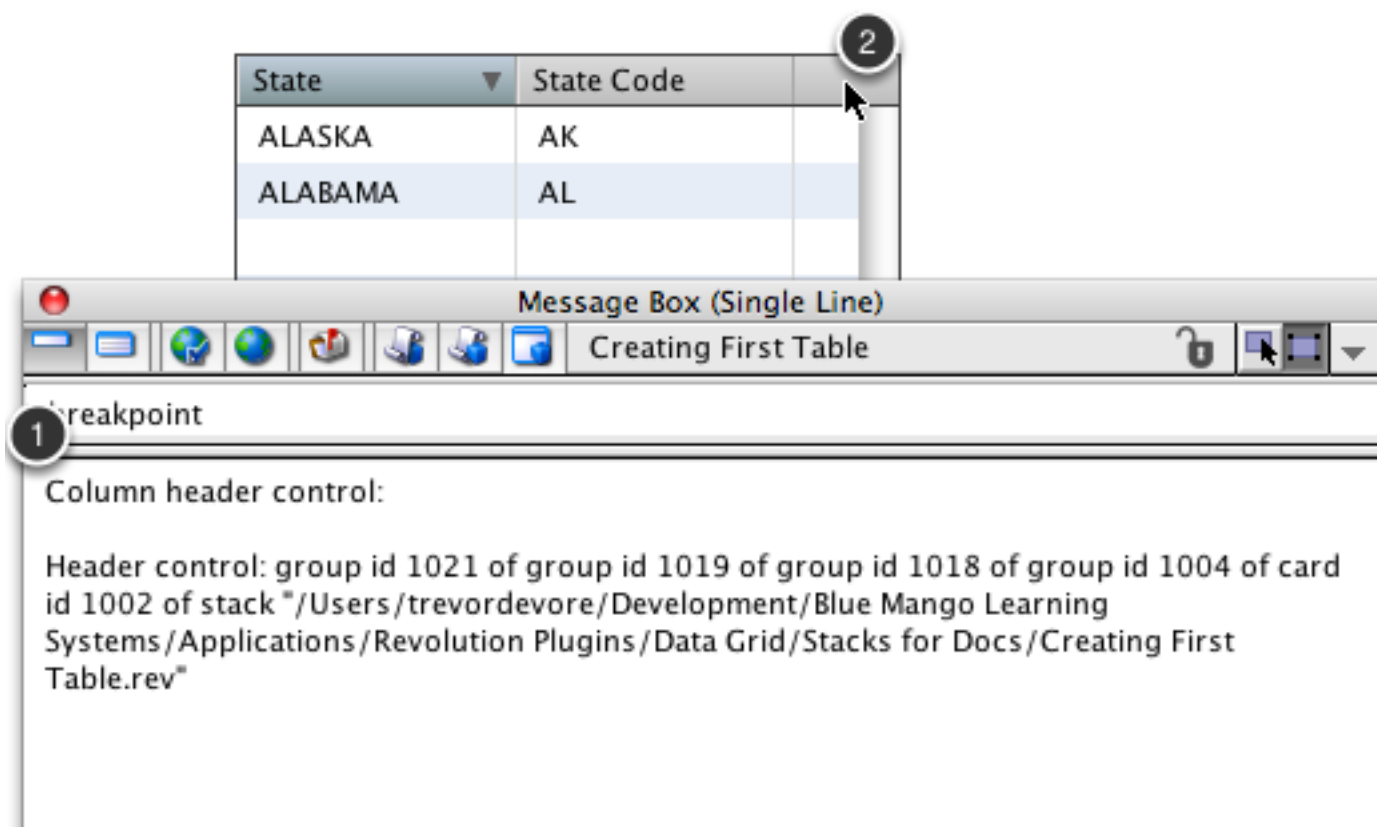 2
State State Code
ALASKA AK
ALABAMA AL
Message Box (Single Line)
Creating First Table
reakpoint
1
Column header control:
Header control: group id 1021 of group id 1019 of group id 1018 of group id 1004 of card
id 1002 of stack "/Users/trevordevore/Development/Blue Mango Learning
Systems/Applications/Revolution Plugins/Data Grid/Stacks for Docs/Creating First
Table.rev"